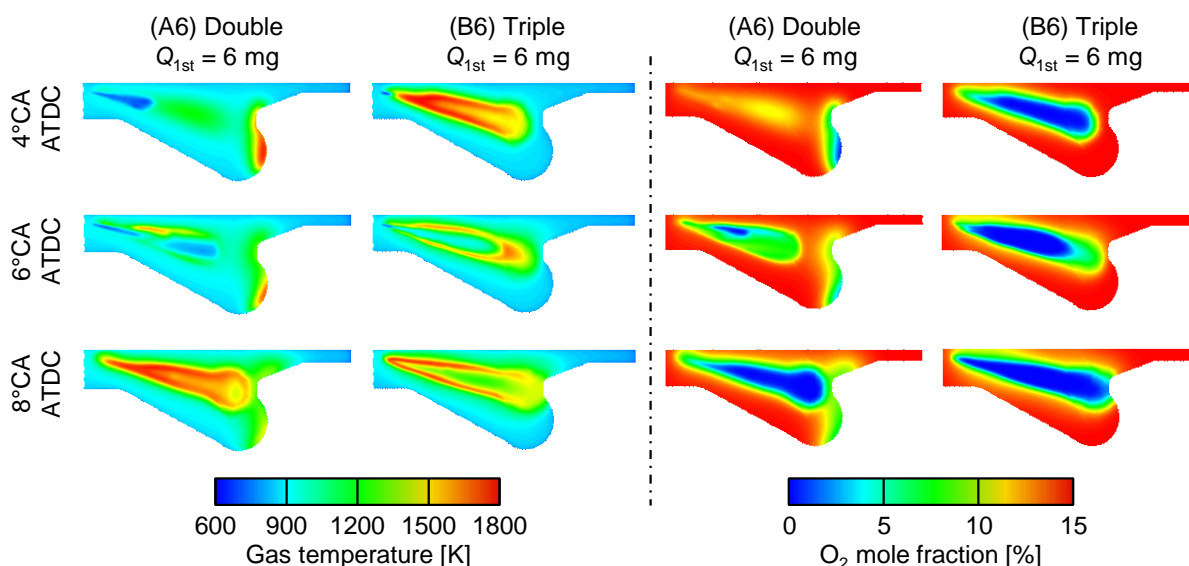 (A6) Double
Q1st = 6 mg
(B6) Triple
Q1st = 6 mg
(A6) Double
Q1st = 6 mg
(B6) Triple
Q1st = 6 mg
4°CA
ATDC
6°CA
ATDC
8°CA
ATDC
600 900 1200 1500 1800
Gas temperature [K]
0 5 10 15
O2 mole fraction [%]